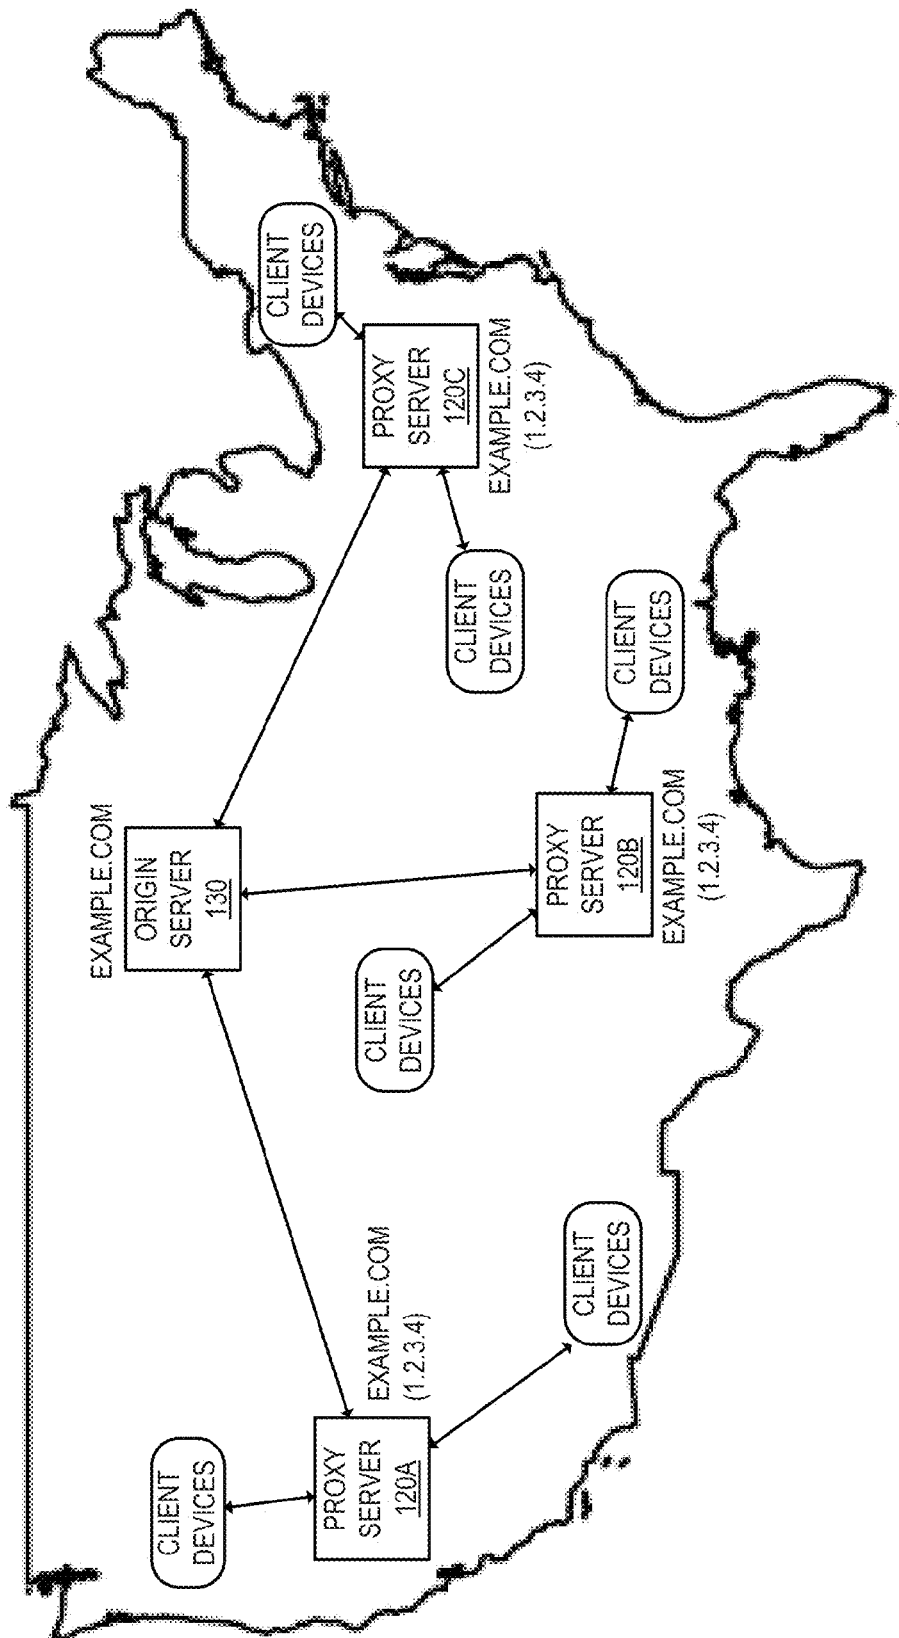 EXAMPLE.COM
ORIGIN
SERVER
130
CLIENT
DEVICES
PROXY
SERVER
120A
EXAMPLE.COM
(1.2.3.4)
CLIENT
DEVICES
CLIENT
DEVICES
PROXY
SERVER
120B
EXAMPLE.COM
(1.2.3.4)
CLIENT
DEVICES
CLIENT
DEVICES
PROXY
SERVER
120C
EXAMPLE.COM
(1.2.3.4)
CLIENT
DEVICES